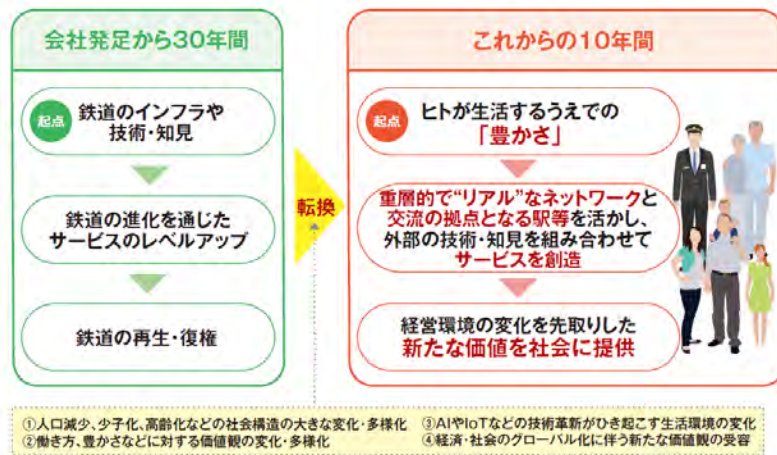 会社発足から30年間
起点
鉄道のインフラや
技術・知見
鉄道の進化を通じた
サービスのレベルアップ
鉄道の再生・復権
転換
これからの10年間
起点
ヒトが生活するうえでの
「豊かさ」
重層的で“リアル”なネットワークと
交流の拠点となる駅等を活かし、
外部の技術・知見を組み合わせて
サービスを創造
経営環境の変化を先取りした
新たな価値を社会に提供
①人口減少、少子化、高齢化などの社会構造の大きな変化・多様化
②働き方、豊かさなどに対する価値観の変化・多様化
③AIやIoTなどの技術革新がひき起こす生活環境の変化
④経済・社会のグローバル化に伴う新たな価値観の受容